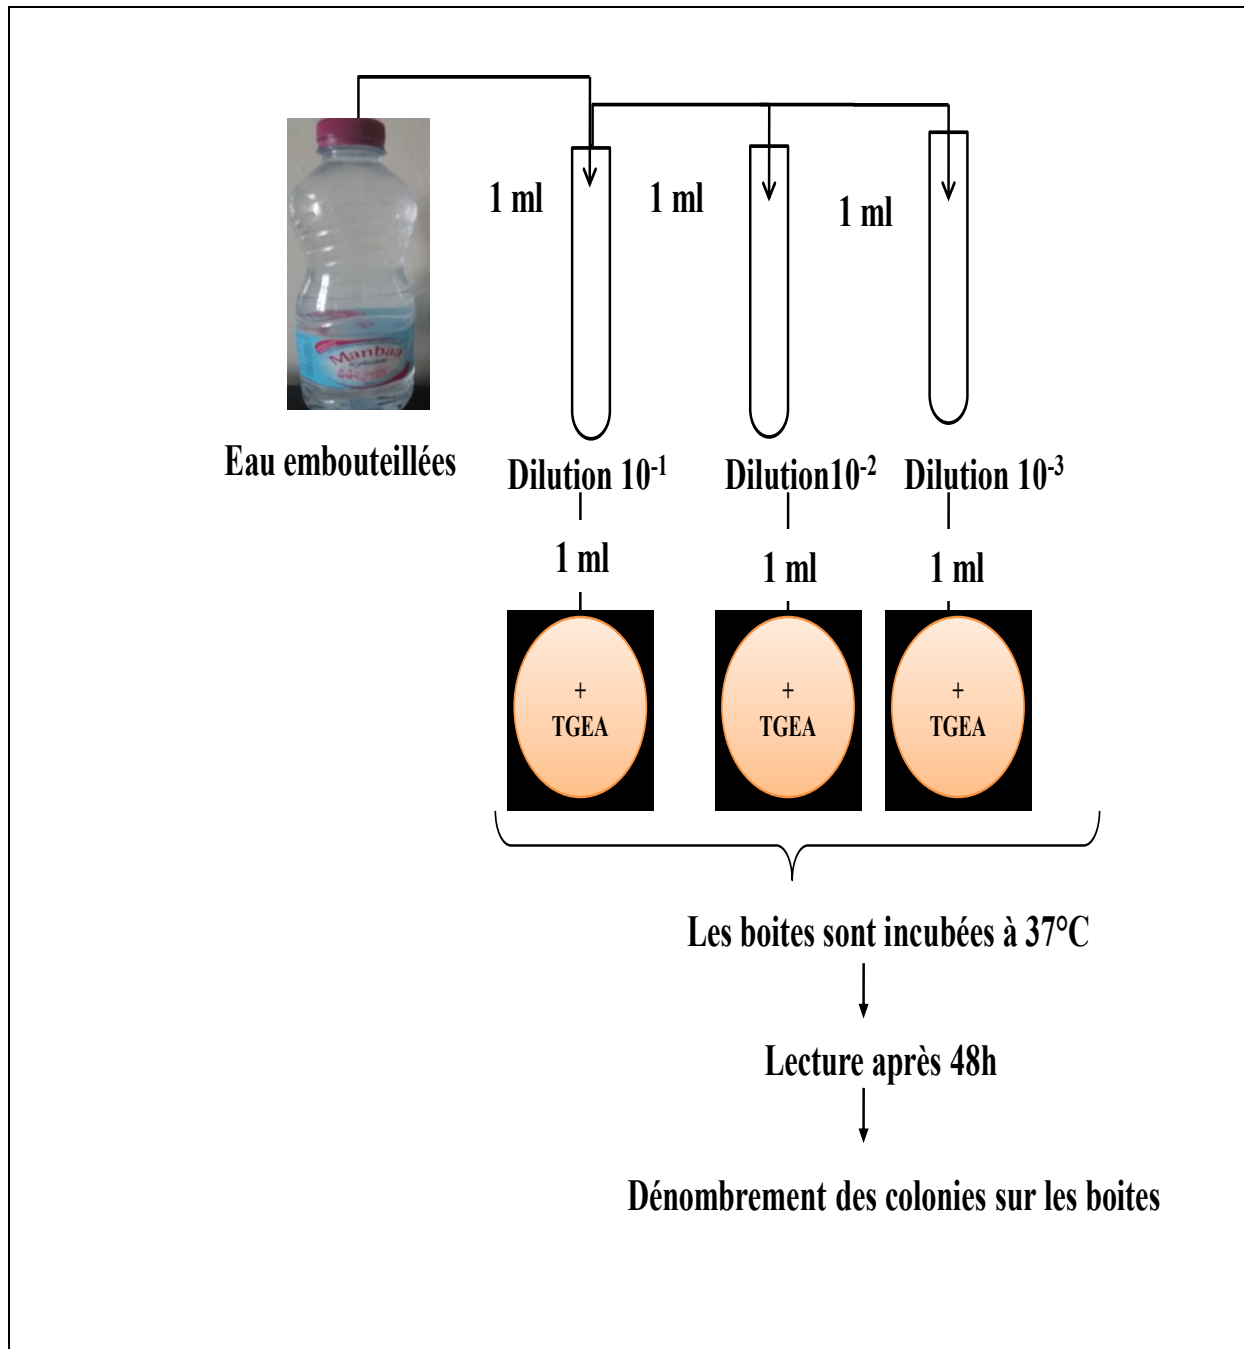 1 ml
1 ml
1 ml
Manbaa
Eau embouteillées
Dilution 10⁻¹
Dilution10⁻²
Dilution 10⁻³
1 ml
1 ml
1 ml
+
TGEA
+
TGEA
+
TGEA
Les boites sont incubées à 37°C
Lecture après 48h
Dénombrement des colonies sur les boites